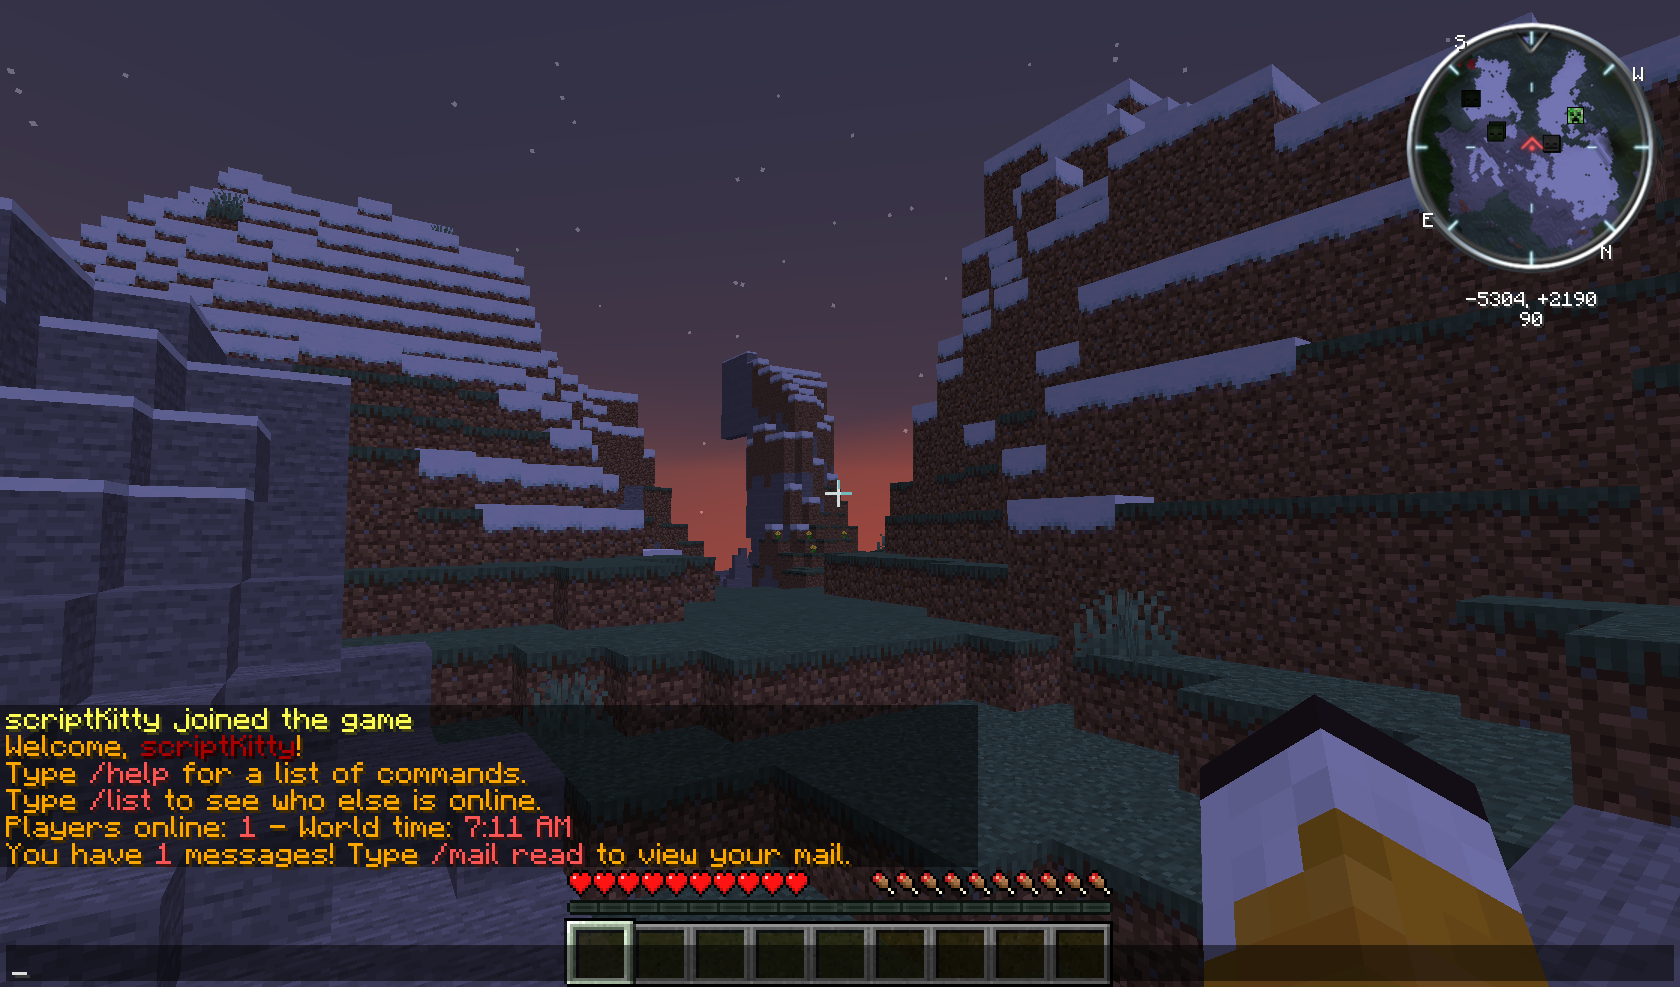 S
W
E
N
-5304, +2190
90
scriptKitty joined the game
Welcome, scriptKitty!
Type /help for a list of commands.
Type /list to see who else is online.
Players online: 1 - World time: 7:11 AM
You have 1 messages! Type /mail read to view your mail.
_